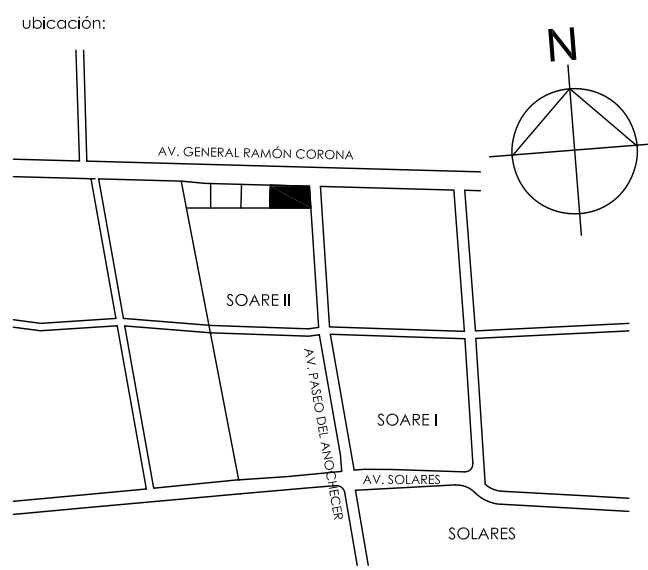 ubicación:
N
AV. GENERAL RAMÓN CORONA
SOARE II
AV. PASEO DEL ANOCHECER
SOARE I
AV. SOLARES
SOLARES